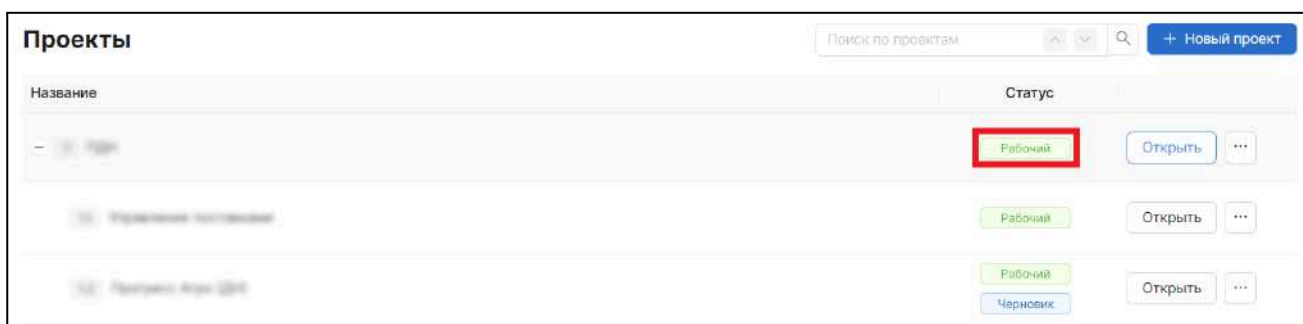 Проекты
Поиск по проектам
+ Новый проект
Название
Статус
Рабочий
Открыть
...
Рабочий
Открыть
...
Рабочий
Черновик
Открыть
...